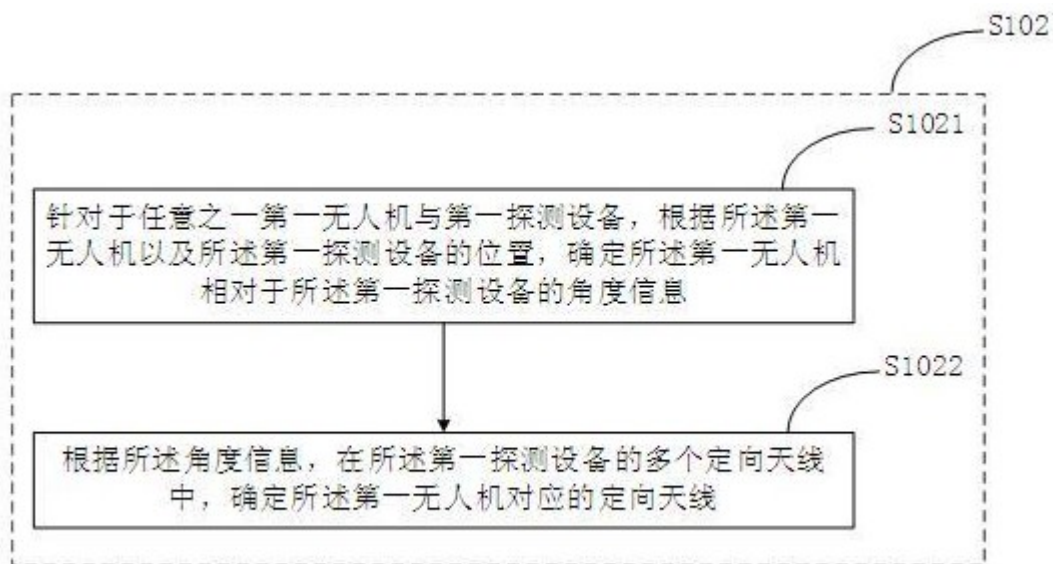 S102
S1021
针对于任意之一第一无人机与第一探测设备，根据所述第一
无人机以及所述第一探测设备的位置，确定所述第一无人机
相对于所述第一探测设备的角度信息
S1022
根据所述角度信息，在所述第一探测设备的多个定向天线
中，确定所述第一无人机对应的定向天线